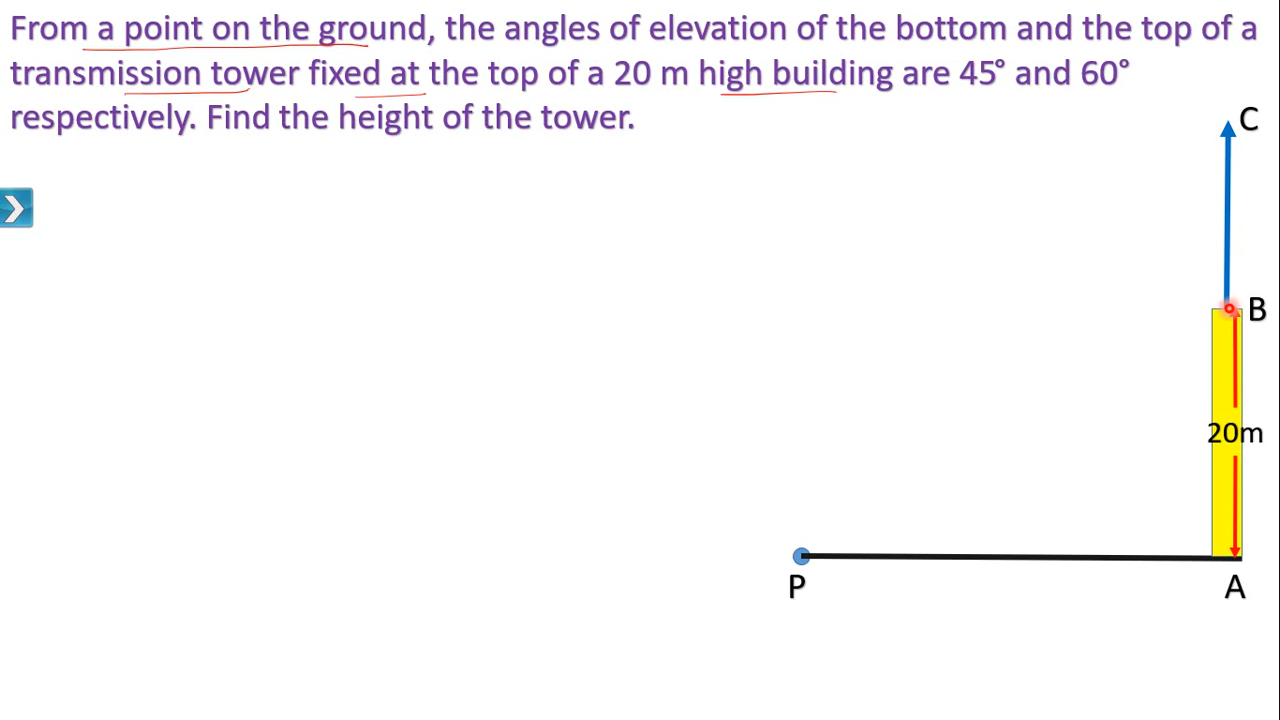 From a point on the ground, the angles of elevation of the bottom and the top of a
transmission tower fixed at the top of a 20 m high building are 45° and 60°
respectively. Find the height of the tower.
C
B
20m
P
A